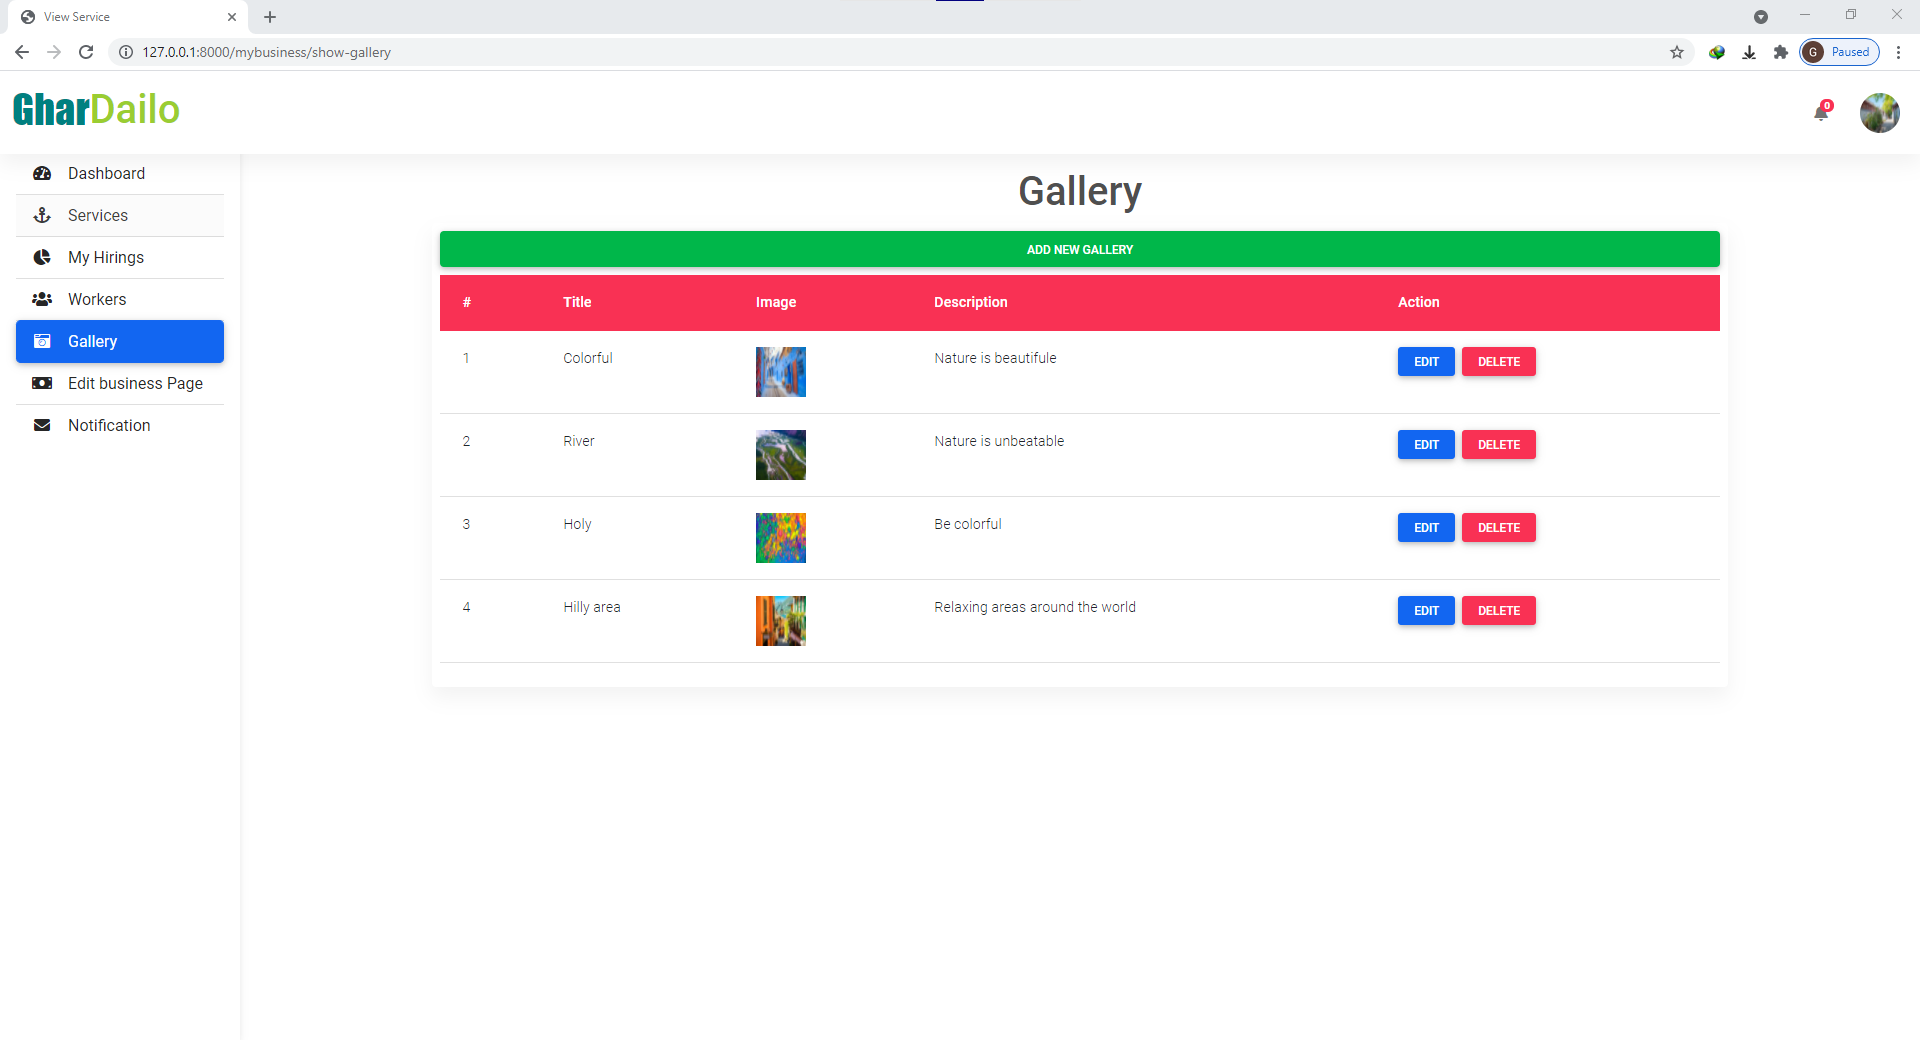 View Service
127.0.0.1:8000/mybusiness/show-gallery
G Paused
GharDailo
0
Dashboard
Services
My Hirings
Workers
Gallery
Edit business Page
Notification
Gallery
ADD NEW GALLERY
# Title Image Description Action
1 Colorful Nature is beautifule EDIT DELETE
2 River Nature is unbeatable EDIT DELETE
3 Holy Be colorful EDIT DELETE
4 Hilly area Relaxing areas around the world EDIT DELETE